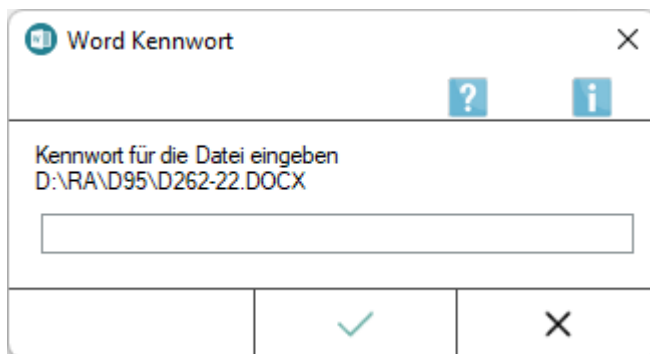 Word Kennwort
Kennwort für die Datei eingeben
D:\RA\D95\D262-22.DOCX